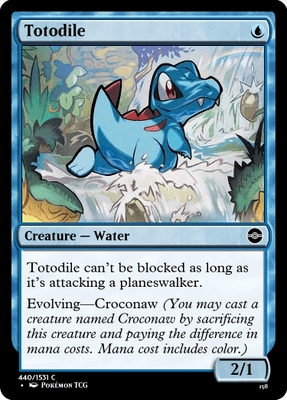 Totodile
Creature — Water
Totodile can't be blocked as long as
it's attacking a planeswalker.
Evolving—Croconaw (You may cast a
creature named Croconaw by sacrificing
this creature and paying the difference in
mana costs. Mana cost includes color.)
2/1
440/1531 C
• Pokémon TCG
158